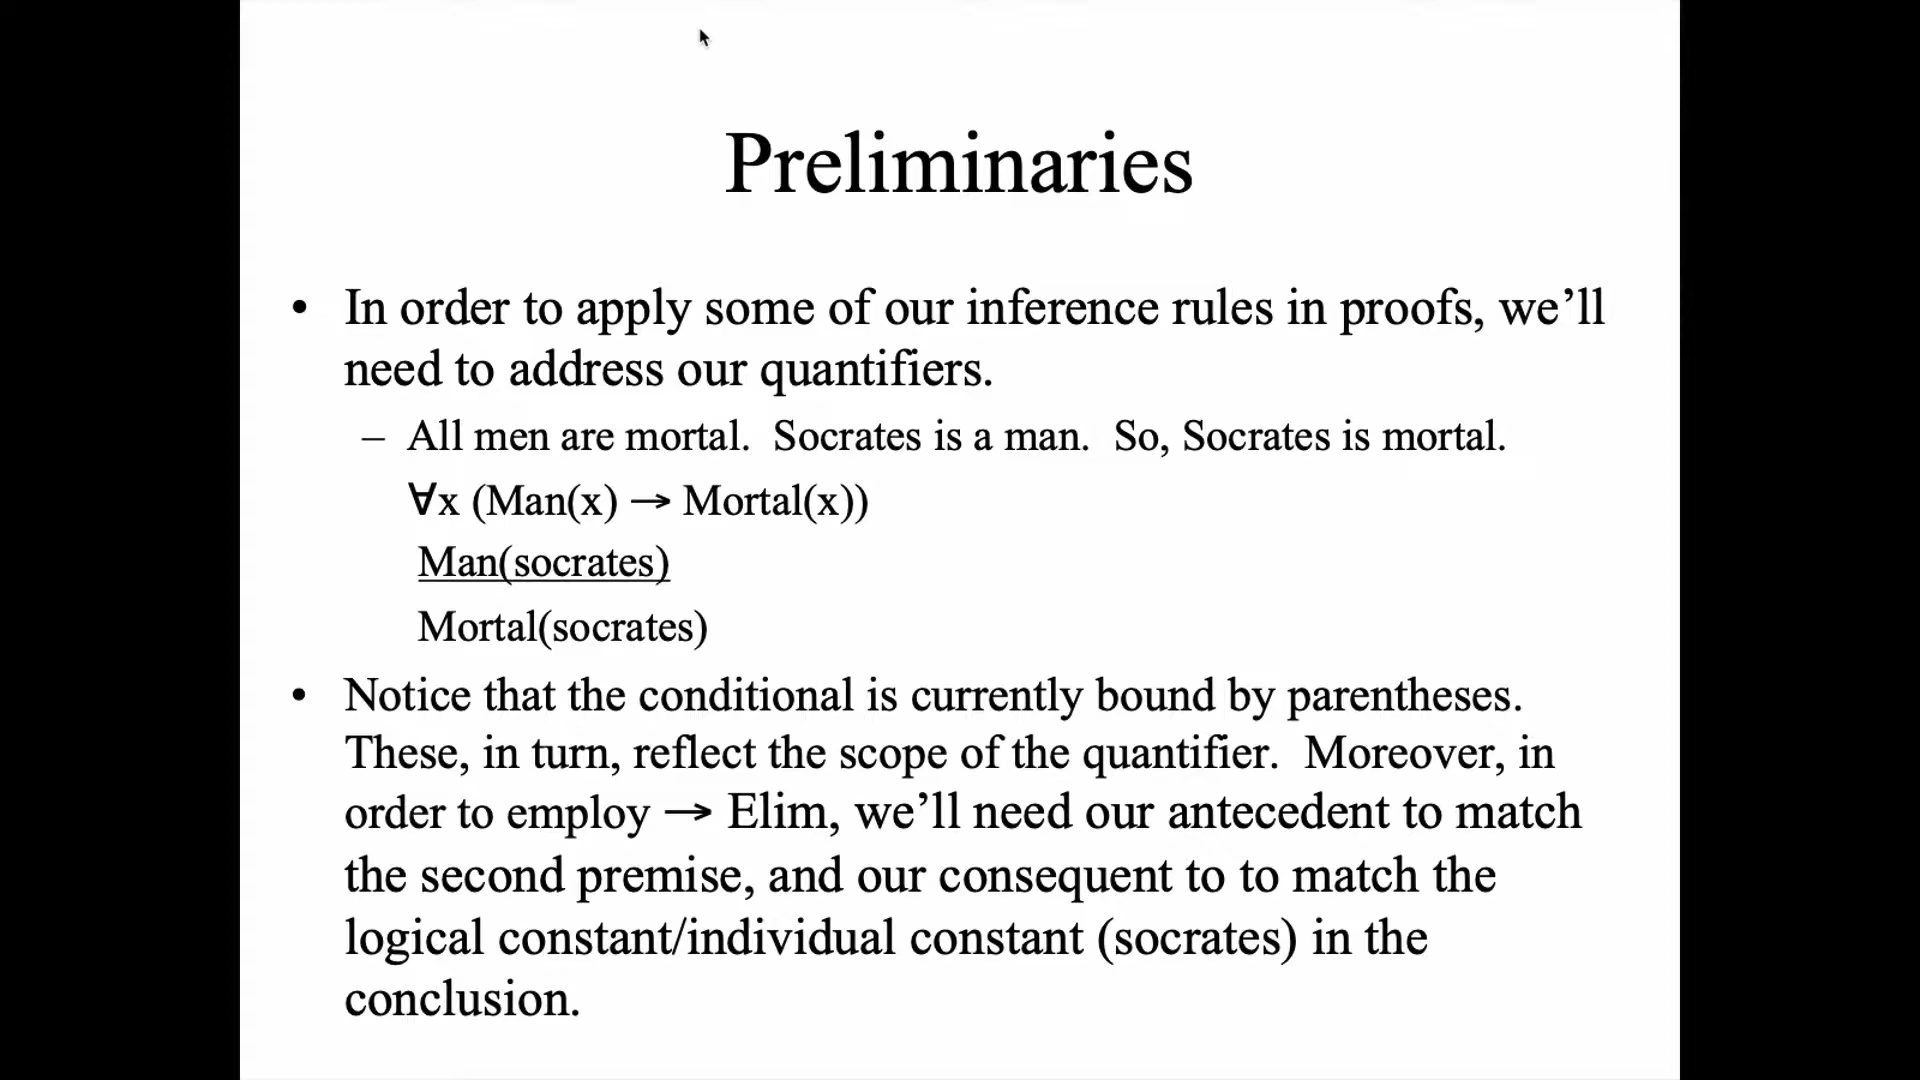 Preliminaries
• In order to apply some of our inference rules in proofs, we’ll
need to address our quantifiers.
– All men are mortal.  Socrates is a man.  So, Socrates is mortal.
∀x (Man(x) → Mortal(x))
Man(socrates)
Mortal(socrates)
• Notice that the conditional is currently bound by parentheses.
These, in turn, reflect the scope of the quantifier.  Moreover, in
order to employ → Elim, we’ll need our antecedent to match
the second premise, and our consequent to to match the
logical constant/individual constant (socrates) in the
conclusion.